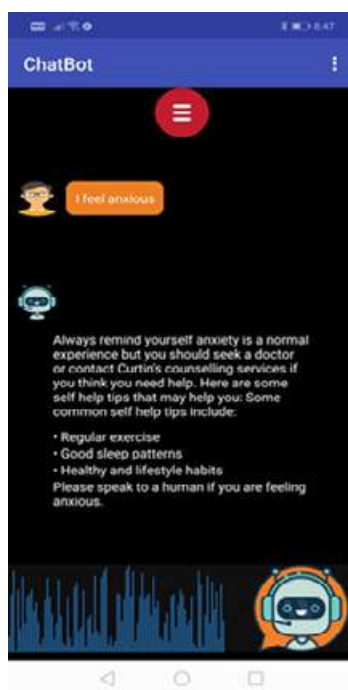 8:47
ChatBot
I feel anxious
Always remind yourself anxiety is a normal
experience but you should seek a doctor
or contact Curtin's counselling services if
you think you need help. Here are some
self help tips that may help you: Some
common self help tips include:
• Regular exercise
• Good sleep patterns
• Healthy and lifestyle habits
Please speak to a human if you are feeling
anxious.